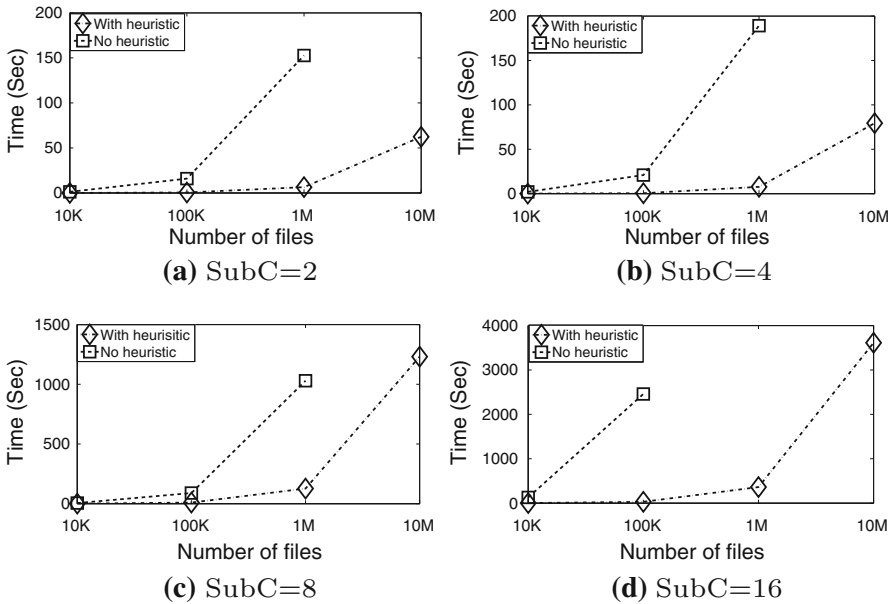 200
150
100
50
0
Time (Sec)
With heuristic
No heuristic
10K 100K 1M 10M
Number of files
(a) SubC=2
200
150
100
50
0
Time (Sec)
With heuristic
No heuristic
10K 100K 1M 10M
Number of files
(b) SubC=4
1500
1000
500
0
Time (Sec)
With heurisitic
No heuristic
10K 100K 1M 10M
Number of files
(c) SubC=8
4000
3000
2000
1000
0
Time (Sec)
With heuristic
No heuristic
10K 100K 1M 10M
Number of files
(d) SubC=16